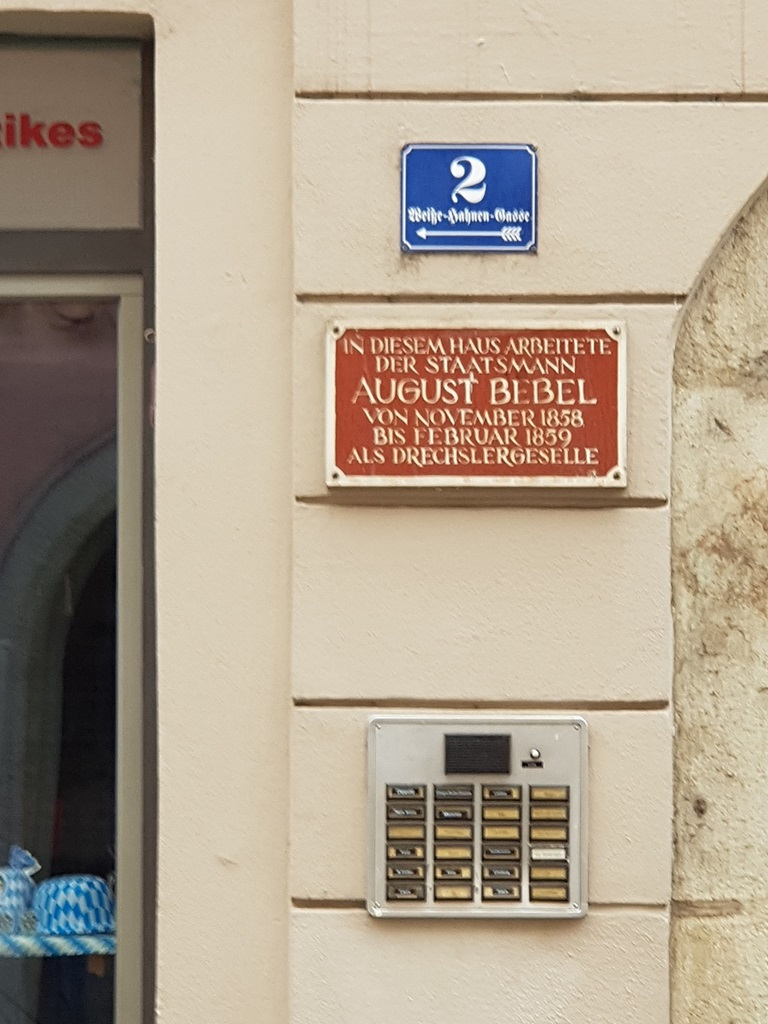 ikes
2
Weiße-Hahnen-Gasse
IN DIESEM HAUS ARBEITETE
DER STAATSMANN
AUGUST BEBEL
VON NOVEMBER 1858
BIS FEBRUAR 1859
ALS DRECHSLERGESELLE